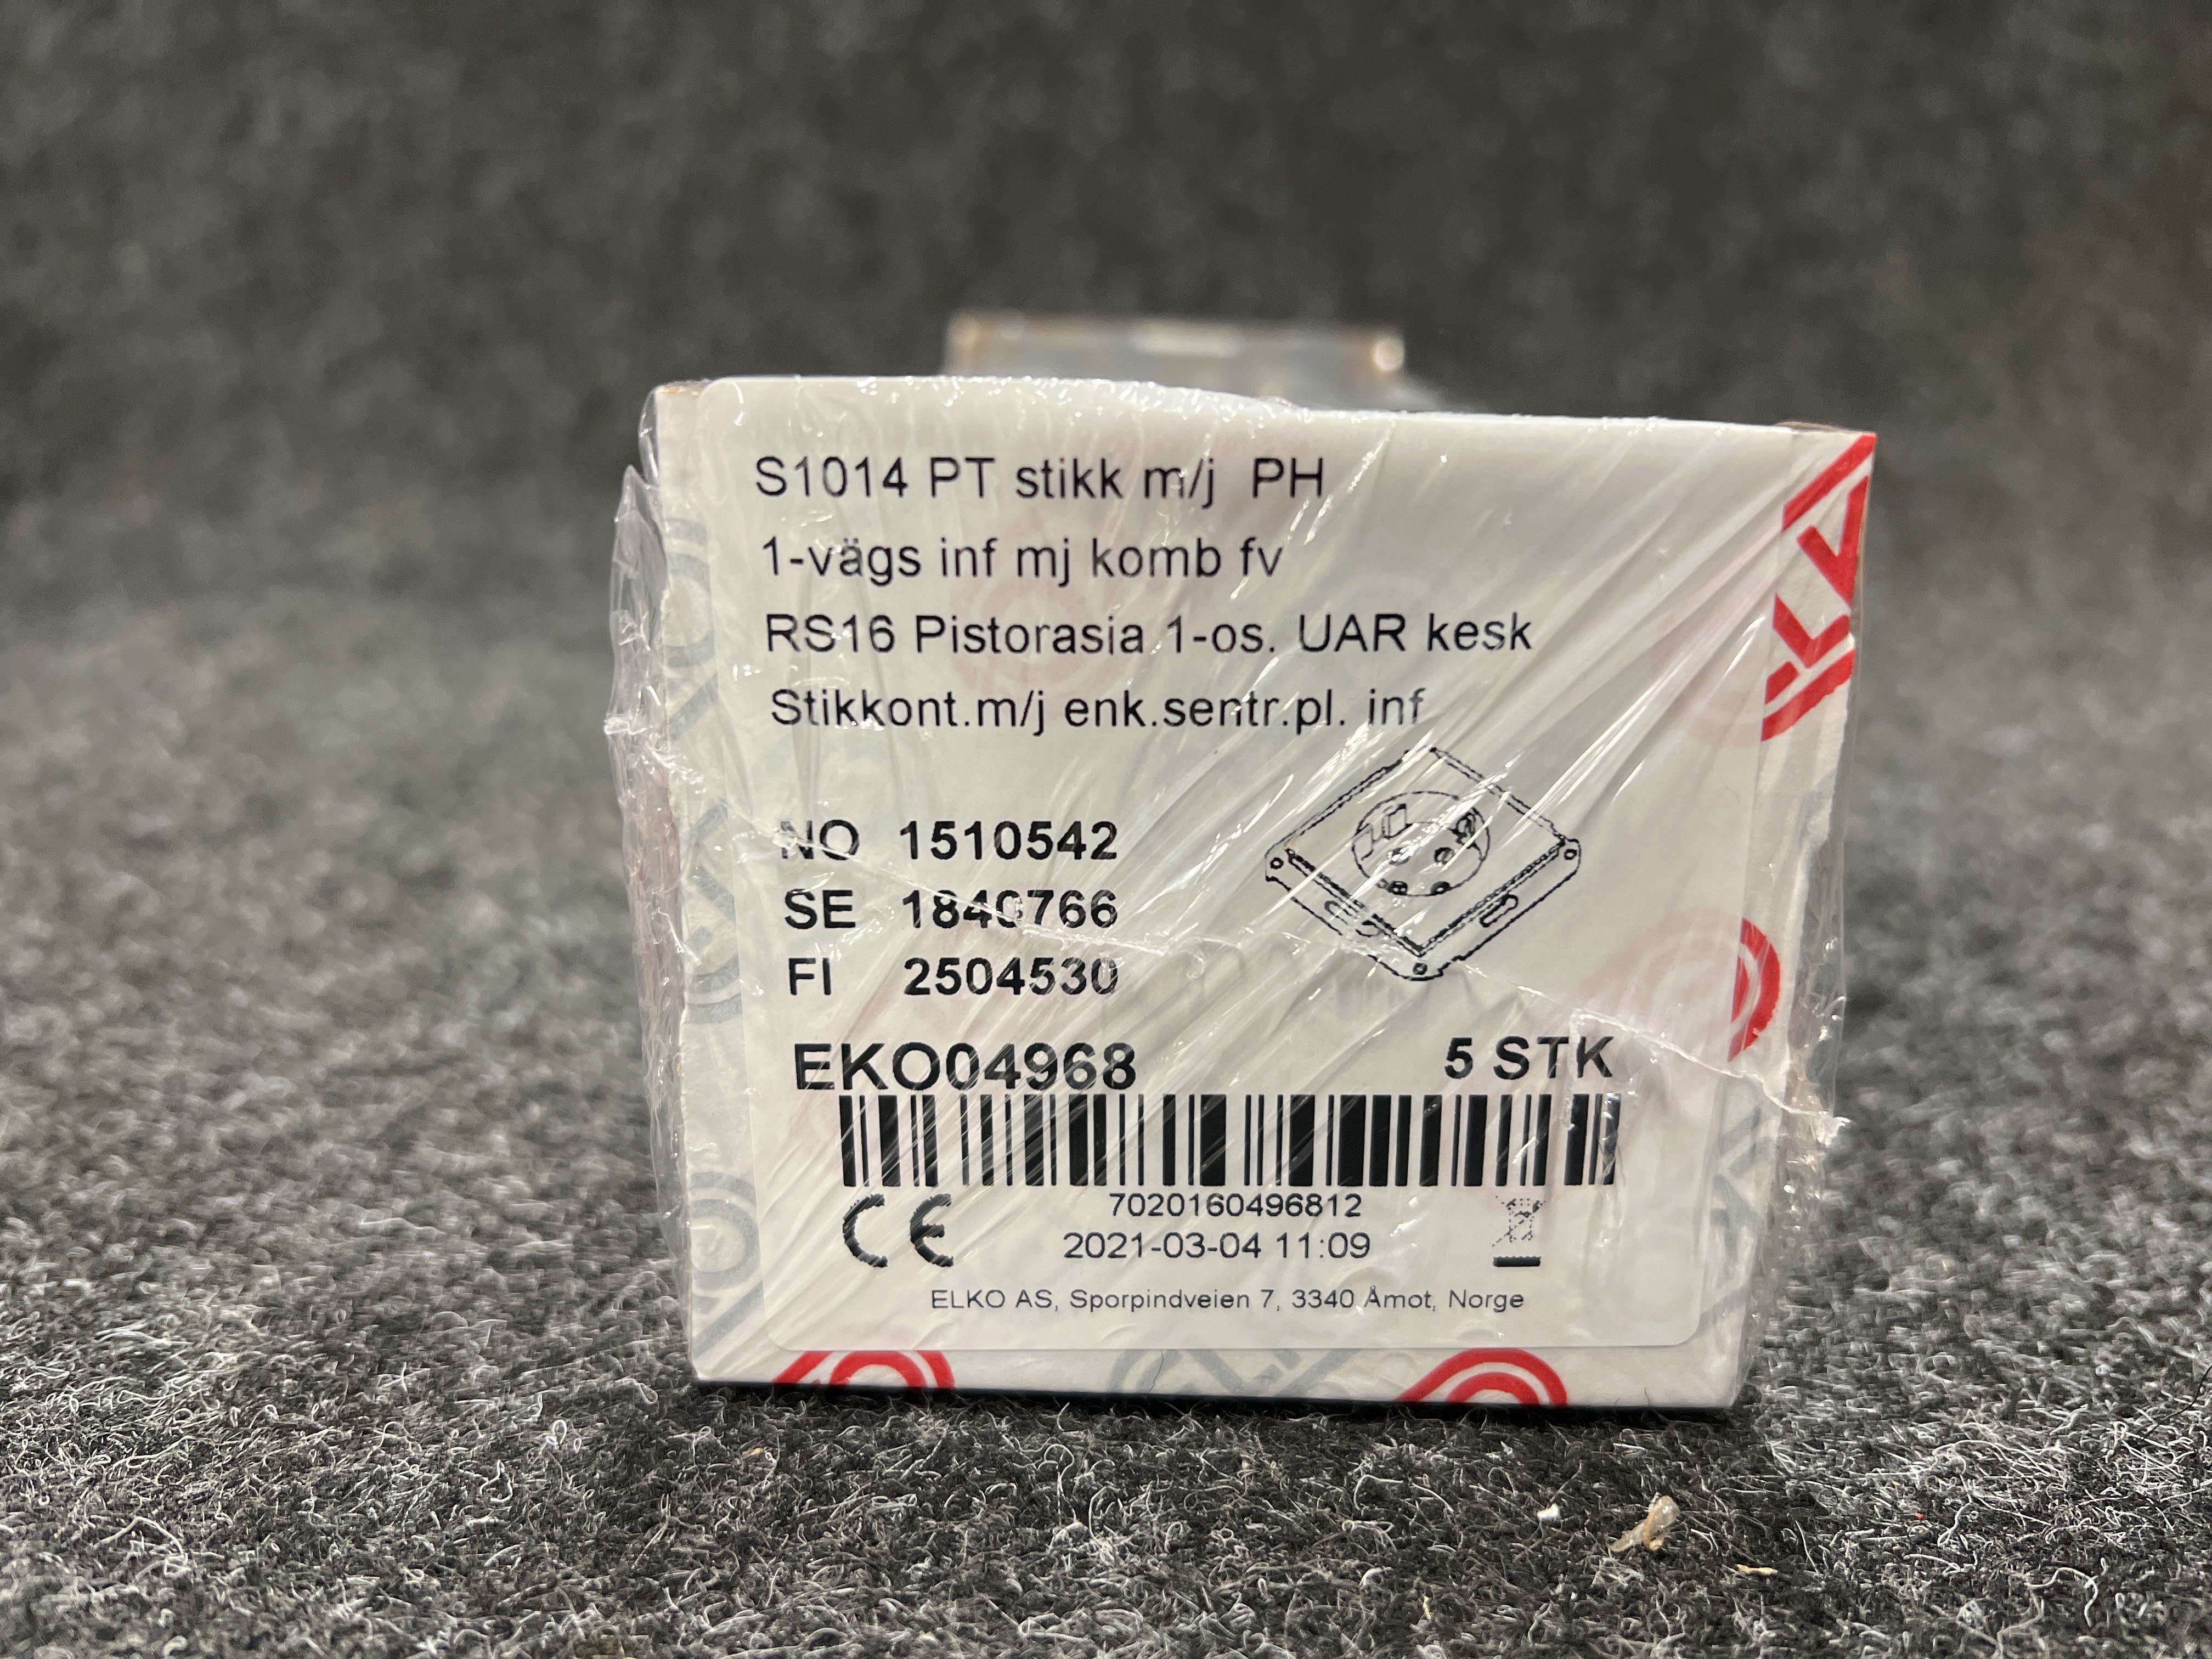 S1014 PT stikk m/j PH
1-vägs inf mj komb fv
RS16 Pistorasia 1-os. UAR kesk
Stikkont.m/j enk.sentr.pl. inf
NO 1510542
SE 1840766
FI 2504530
EKO04968 5 STK
7020160496812
CE 2021-03-04 11:09
ELKO AS, Sporpindveien 7, 3340 Åmot, Norge